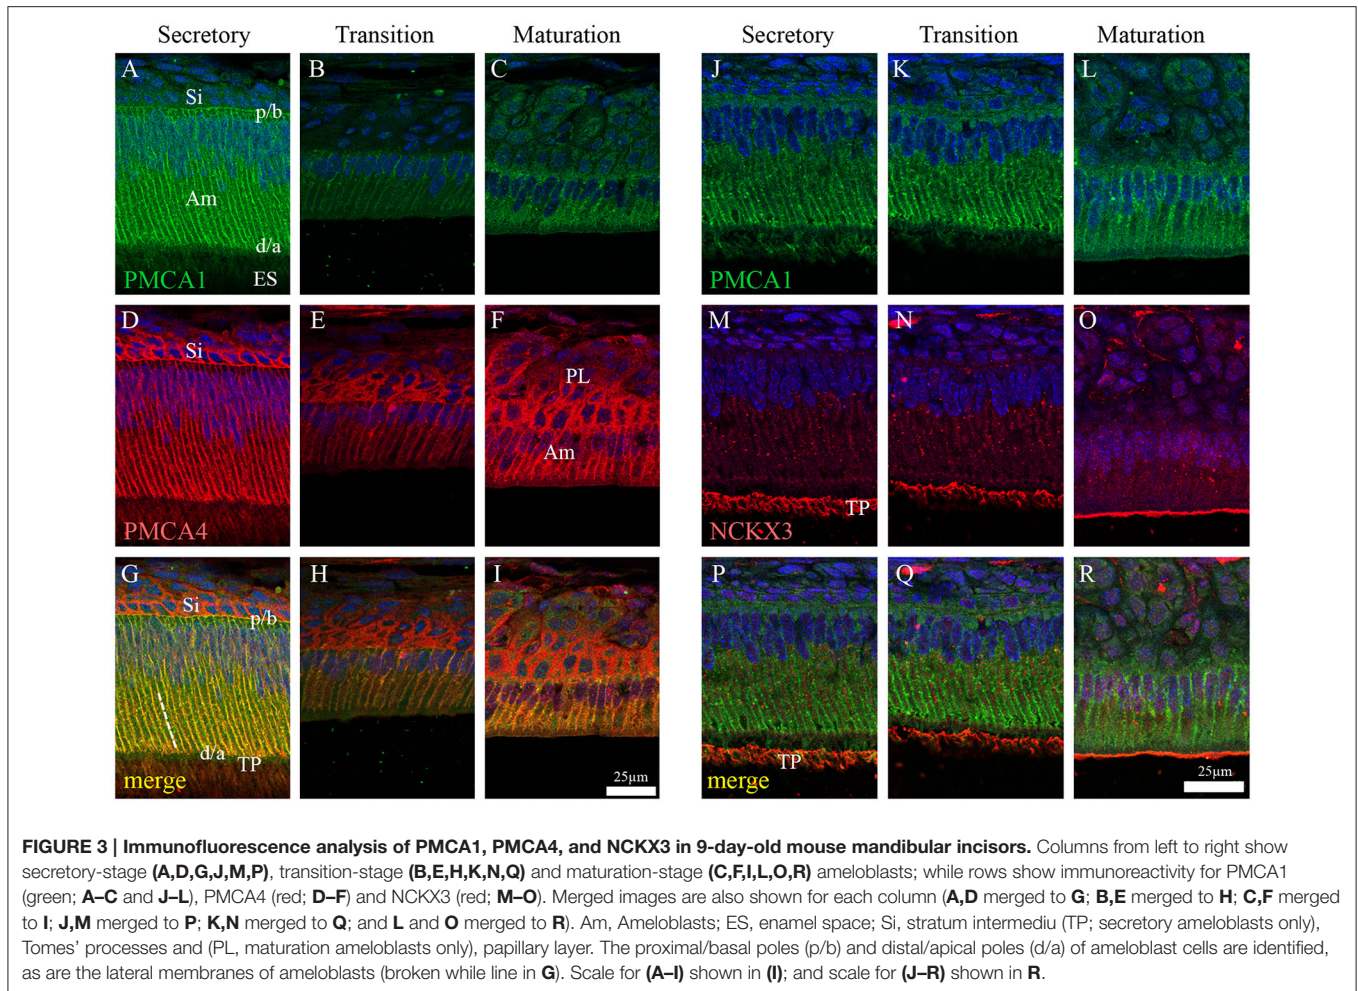 Secretory Transition Maturation Secretory Transition Maturation
A B C J K L
Si
p/b
Am
d/a
PMCA1 ES PMCA1
D E F M N O
Si PL
Am
PMCA4 NCKX3 TP
G H I P Q R
Si p/b
d/a
TP
merge 25µm merge TP 25µm
FIGURE 3 | Immunofluorescence analysis of PMCA1, PMCA4, and NCKX3 in 9-day-old mouse mandibular incisors. Columns from left to right show
secretory-stage (A,D,G,J,M,P), transition-stage (B,E,H,K,N,Q) and maturation-stage (C,F,I,L,O,R) ameloblasts; while rows show immunoreactivity for PMCA1
(green; A–C and J–L), PMCA4 (red; D–F) and NCKX3 (red; M–O). Merged images are also shown for each column (A,D merged to G; B,E merged to H; C,F merged
to I; J,M merged to P; K,N merged to Q; and L and O merged to R). Am, Ameloblasts; ES, enamel space; Si, stratum intermediu (TP; secretory ameloblasts only),
Tomes' processes and (PL, maturation ameloblasts only), papillary layer. The proximal/basal poles (p/b) and distal/apical poles (d/a) of ameloblast cells are identified,
as are the lateral membranes of ameloblasts (broken while line in G). Scale for (A–I) shown in (I); and scale for (J–R) shown in R.